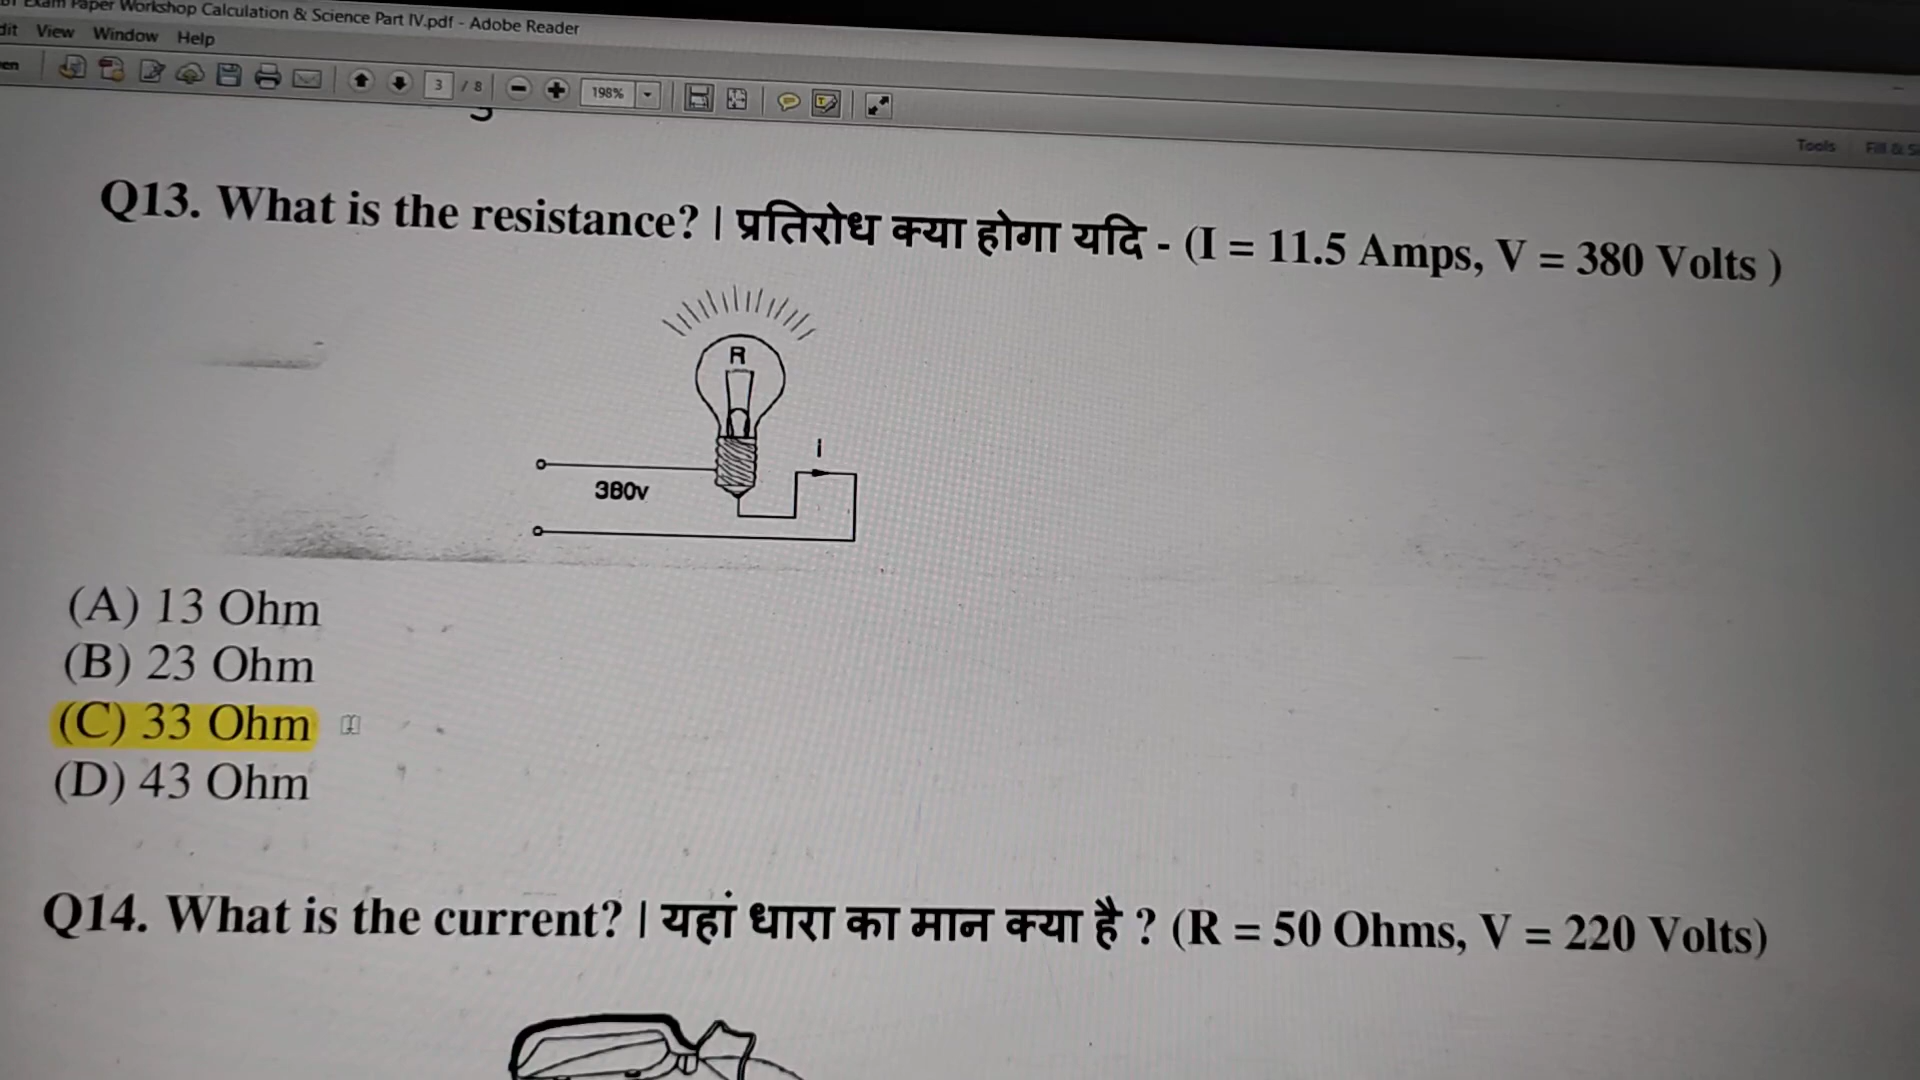 Exam Paper Workshop Calculation & Science Part IV.pdf - Adobe Reader
View Window Help
3 / 8 198%
Tools
Q13. What is the resistance? | प्रतिरोध क्या होगा यदि - (I = 11.5 Amps, V = 380 Volts )
R
I
380v
(A) 13 Ohm
(B) 23 Ohm
(C) 33 Ohm
(D) 43 Ohm
Q14. What is the current? | यहां धारा का मान क्या है ? (R = 50 Ohms, V = 220 Volts)